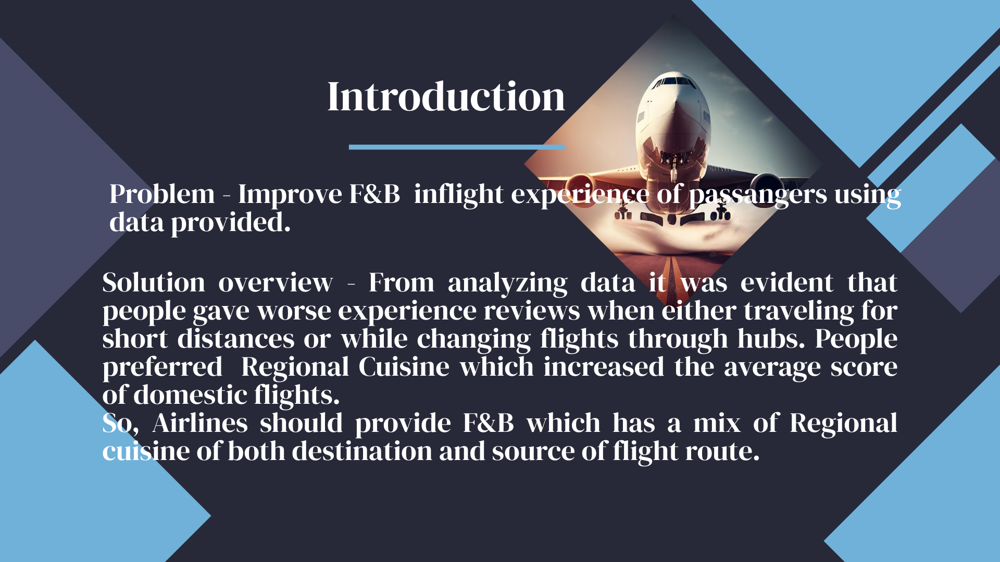 Introduction
Problem - Improve F&B  inflight experience of passangers using
data provided.
Solution overview - From analyzing data it was evident that
people gave worse experience reviews when either traveling for
short distances or while changing flights through hubs. People
preferred  Regional Cuisine which increased the average score
of domestic flights.
So, Airlines should provide F&B which has a mix of Regional
cuisine of both destination and source of flight route.